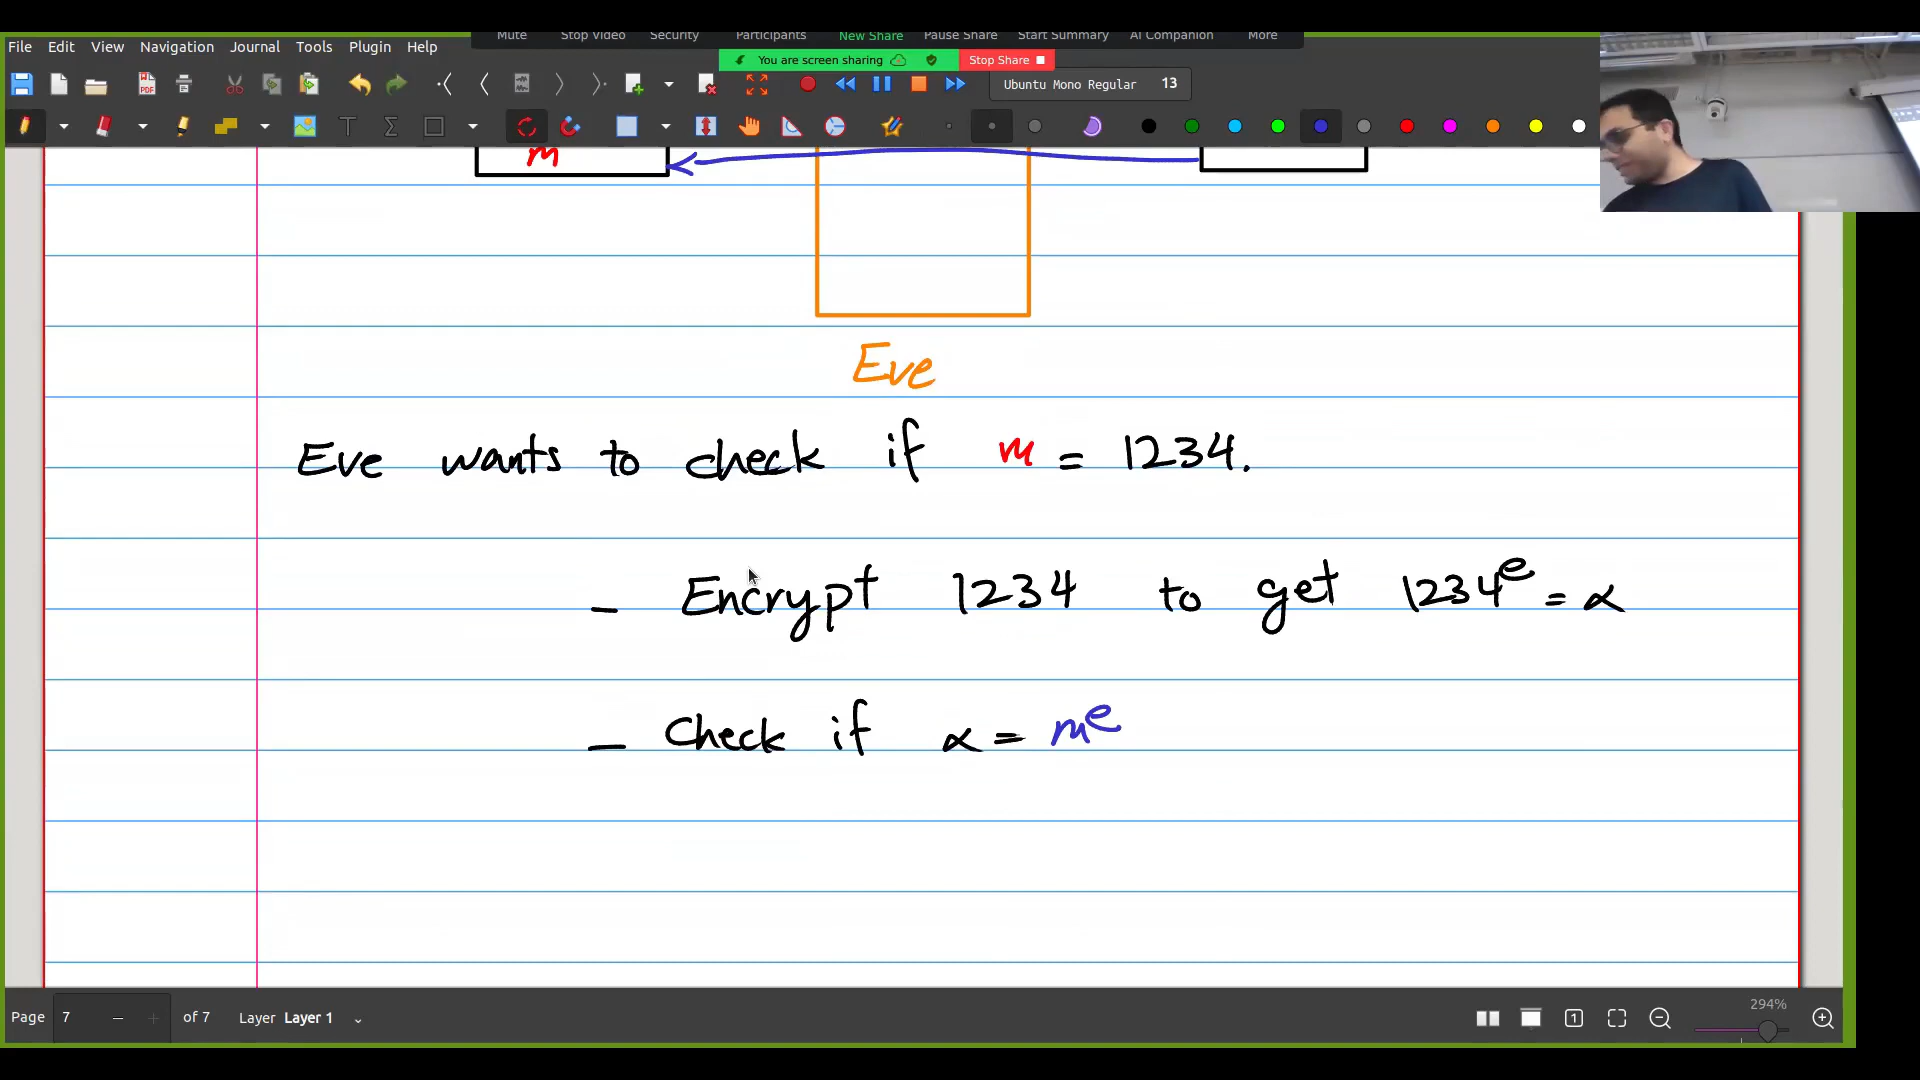 Mute Stop Video Security Participants New Share Pause Share Start Summary AI Companion More
File Edit View Navigation Journal Tools Plugin Help
You are screen sharing Stop Share
Ubuntu Mono Regular 13
m
Eve
Eve wants to check if m = 1234.
– Encrypt 1234 to get 1234^e = α
– Check if α = m^e
Page 7 of 7 Layer Layer 1 294%